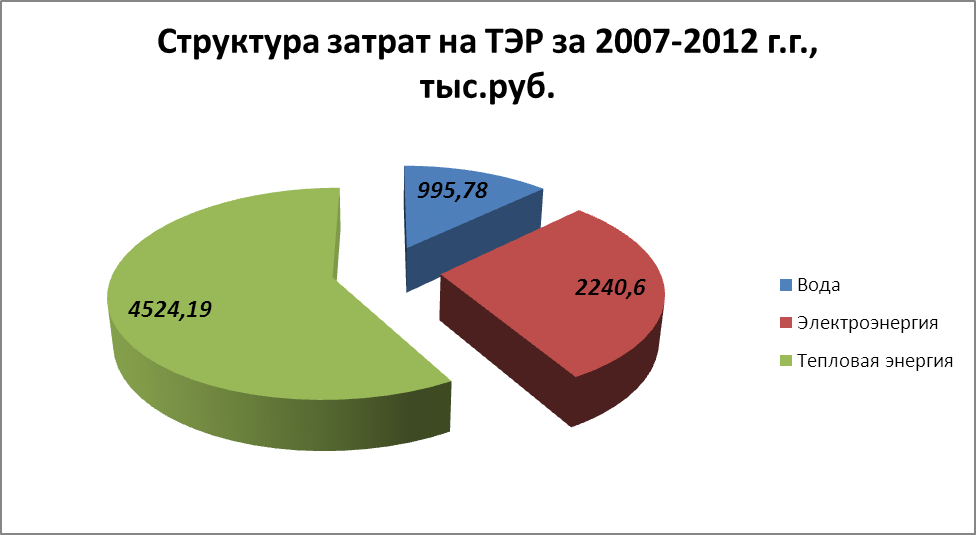 Структура затрат на ТЭР за 2007-2012 г.г.,
тыс.руб.
995,78
2240,6
4524,19
Вода
Электроэнергия
Тепловая энергия